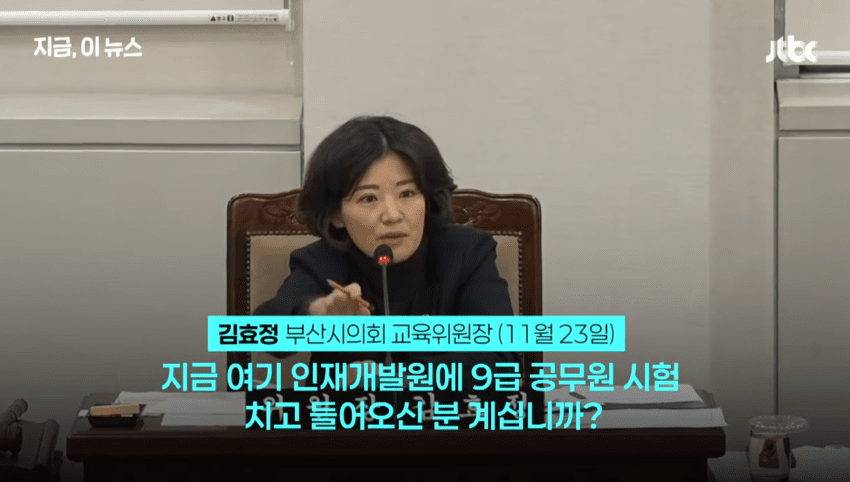 지금, 이 뉴스
jtbc
김효정 부산시의회 교육위원장 (11월 23일)
지금 여기 인재개발원에 9급 공무원 시험
치고 들어오신 분 계십니까?